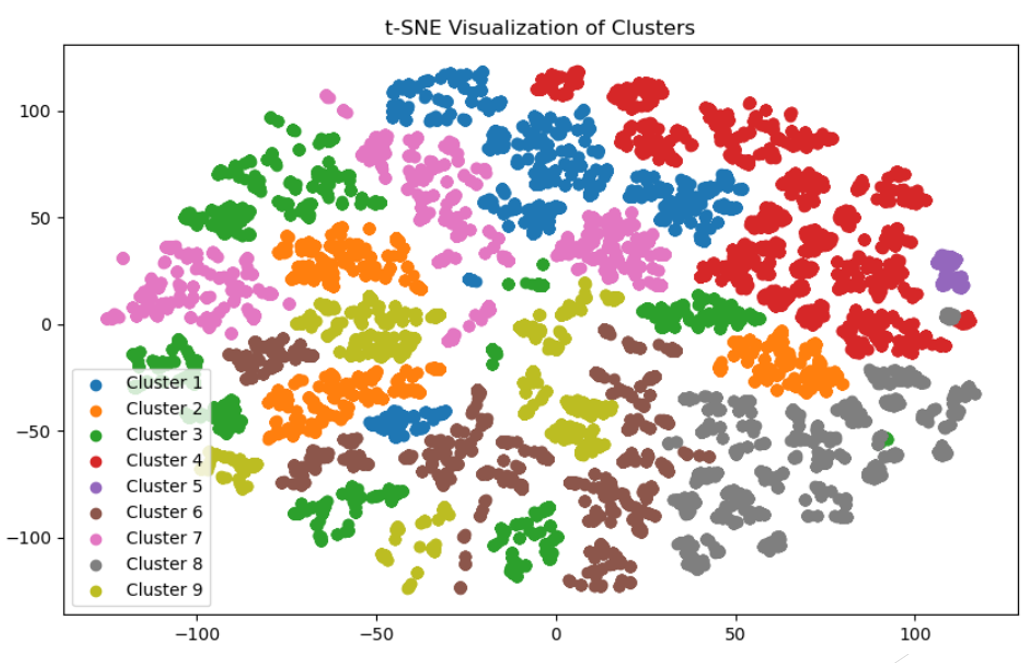 t-SNE Visualization of Clusters
100
50
0
−50
−100
Cluster 1
Cluster 2
Cluster 3
Cluster 4
Cluster 5
Cluster 6
Cluster 7
Cluster 8
Cluster 9
−100 −50 0 50 100